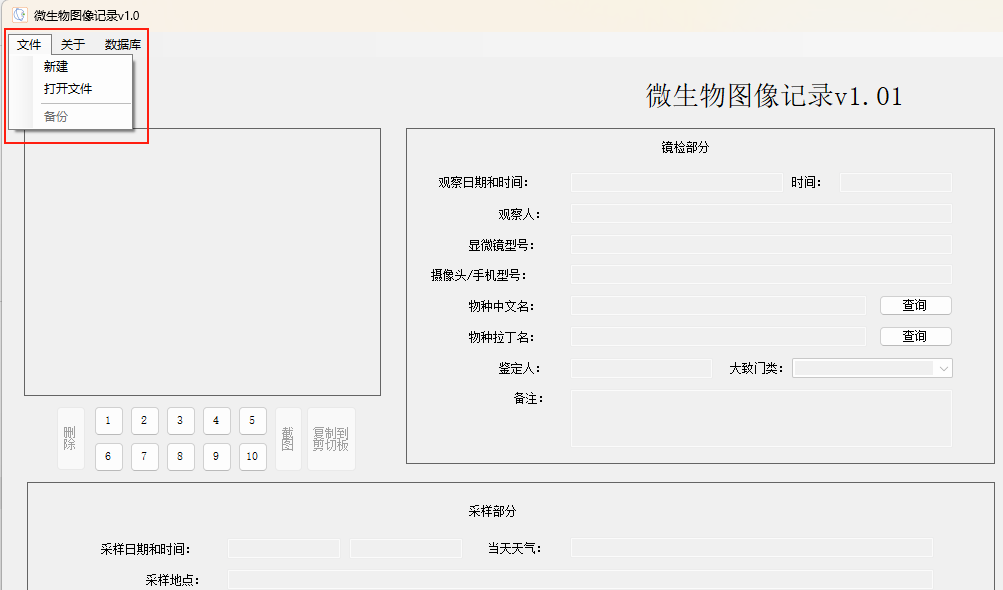 微生物图像记录v1.0
文件 关于 数据库
新建
打开文件
备份
微生物图像记录v1.01
镜检部分
观察日期和时间： 时间：
观察人：
显微镜型号：
摄像头/手机型号：
物种中文名： 查询
物种拉丁名： 查询
鉴定人： 大致门类：
备注：
删除 1 2 3 4 5 截图 复制到剪切板
6 7 8 9 10
采样部分
采样日期和时间： 当天天气：
采样地点：